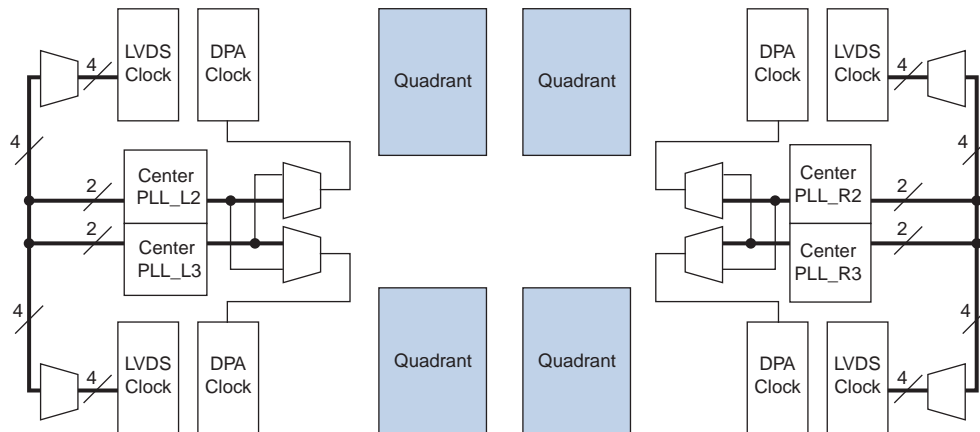 LVDS
Clock
DPA
Clock
Quadrant
Quadrant
DPA
Clock
LVDS
Clock
4
4
4
4
Center
PLL_L2
2
Center
PLL_R2
2
Center
PLL_L3
2
Center
PLL_R3
2
4
4
LVDS
Clock
DPA
Clock
Quadrant
Quadrant
DPA
Clock
LVDS
Clock
4
4